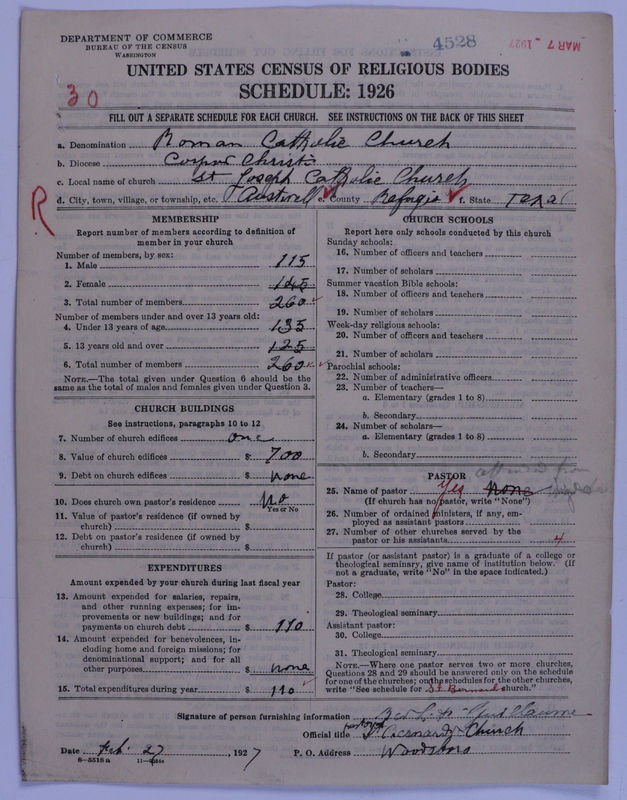 DEPARTMENT OF COMMERCE
BUREAU OF THE CENSUS
WASHINGTON
4528
MAR 7 - 1927
UNITED STATES CENSUS OF RELIGIOUS BODIES
SCHEDULE: 1926
30
FILL OUT A SEPARATE SCHEDULE FOR EACH CHURCH. SEE INSTRUCTIONS ON THE BACK OF THIS SHEET
a. Denomination Roman Catholic Church
b. Diocese Corpus Christi
c. Local name of church St Joseph Catholic Church
d. City, town, village, or township, etc. Austwell e. County Refugio f. State Texas
R
MEMBERSHIP
Report number of members according to definition of
member in your church
Number of members, by sex:
1. Male 115
2. Female 145
3. Total number of members 260
Number of members under and over 13 years old:
4. Under 13 years of age 135
5. 13 years old and over 125
6. Total number of members 260
NOTE.—The total given under Question 6 should be the
same as the total of males and females given under Question 3.
CHURCH BUILDINGS
See instructions, paragraphs 10 to 12
7. Number of church edifices one
8. Value of church edifices $ 700
9. Debt on church edifices $ none
10. Does church own pastor's residence No
Yes or No
11. Value of pastor's residence (if owned by
church) $
12. Debt on pastor's residence (if owned by
church) $
EXPENDITURES
Amount expended by your church during last fiscal year
13. Amount expended for salaries, repairs,
and other running expenses; for im-
provements or new buildings; and for
payments on church debt $ 110
14. Amount expended for benevolences, in-
cluding home and foreign missions; for
denominational support; and for all
other purposes $ none
15. Total expenditures during year $ 110
CHURCH SCHOOLS
Report here only schools conducted by this church
Sunday schools:
16. Number of officers and teachers
17. Number of scholars
Summer vacation Bible schools:
18. Number of officers and teachers
19. Number of scholars
Week-day religious schools:
20. Number of officers and teachers
21. Number of scholars
Parochial schools:
22. Number of administrative officers
23. Number of teachers—
a. Elementary (grades 1 to 8)
b. Secondary
24. Number of scholars—
a. Elementary (grades 1 to 8)
b. Secondary
PASTOR
attended from
25. Name of pastor Yes none
(If church has no pastor, write "None")
26. Number of ordained ministers, if any, em-
ployed as assistant pastors
27. Number of other churches served by the
pastor or his assistants 4
If pastor (or assistant pastor) is a graduate of a college or
theological seminary, give name of institution below. (If
not a graduate, write "No" in the space indicated.)
Pastor:
28. College
29. Theological seminary
Assistant pastor:
30. College
31. Theological seminary
NOTE.—Where one pastor serves two or more churches,
Questions 28 and 29 should be answered only on the schedule
for one of the churches; on the schedules for the other churches,
write "See schedule for St. Bernard church."
Signature of person furnishing information
Official title Pastor St Bernard Church
Date Feb. 27, 1927 P. O. Address Woodsboro
8-5518 a